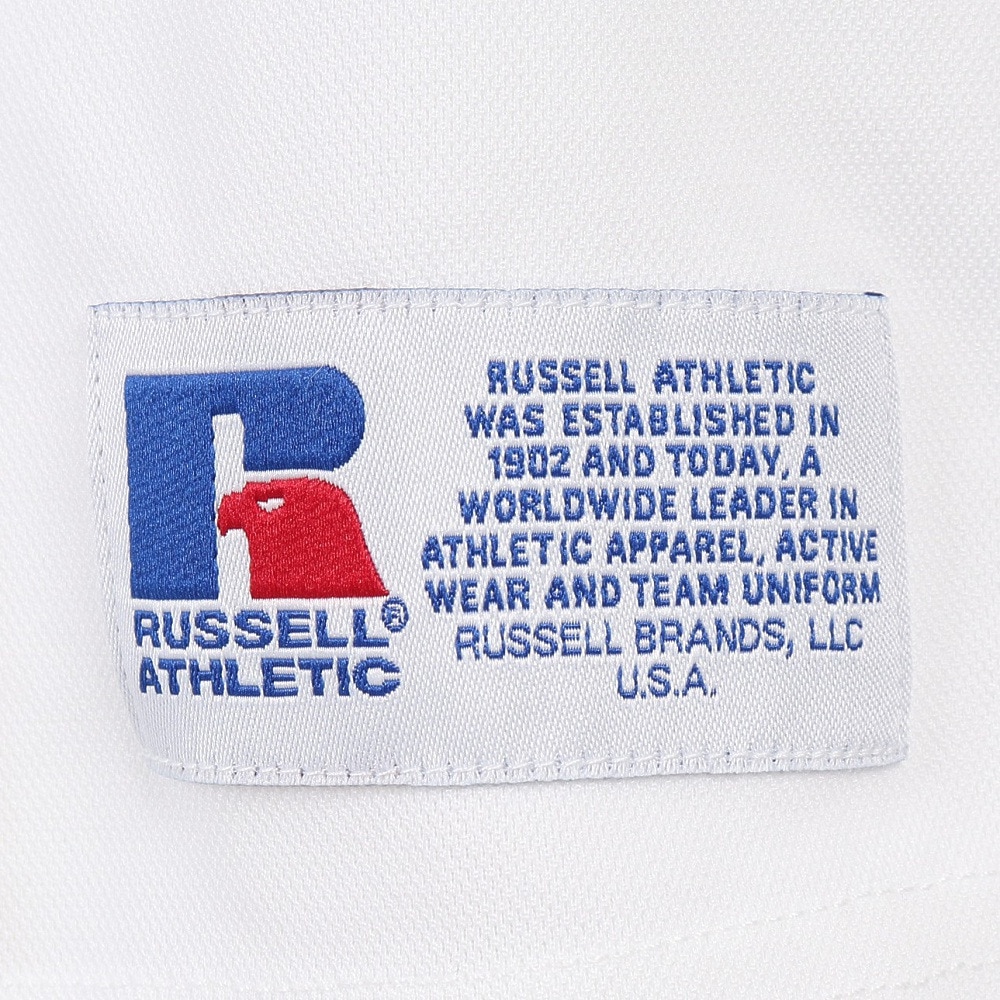 RUSSELL®
ATHLETIC
RUSSELL ATHLETIC
WAS ESTABLISHED IN
1902 AND TODAY, A
WORLDWIDE LEADER IN
ATHLETIC APPAREL, ACTIVE
WEAR AND TEAM UNIFORM
RUSSELL BRANDS, LLC
U.S.A.